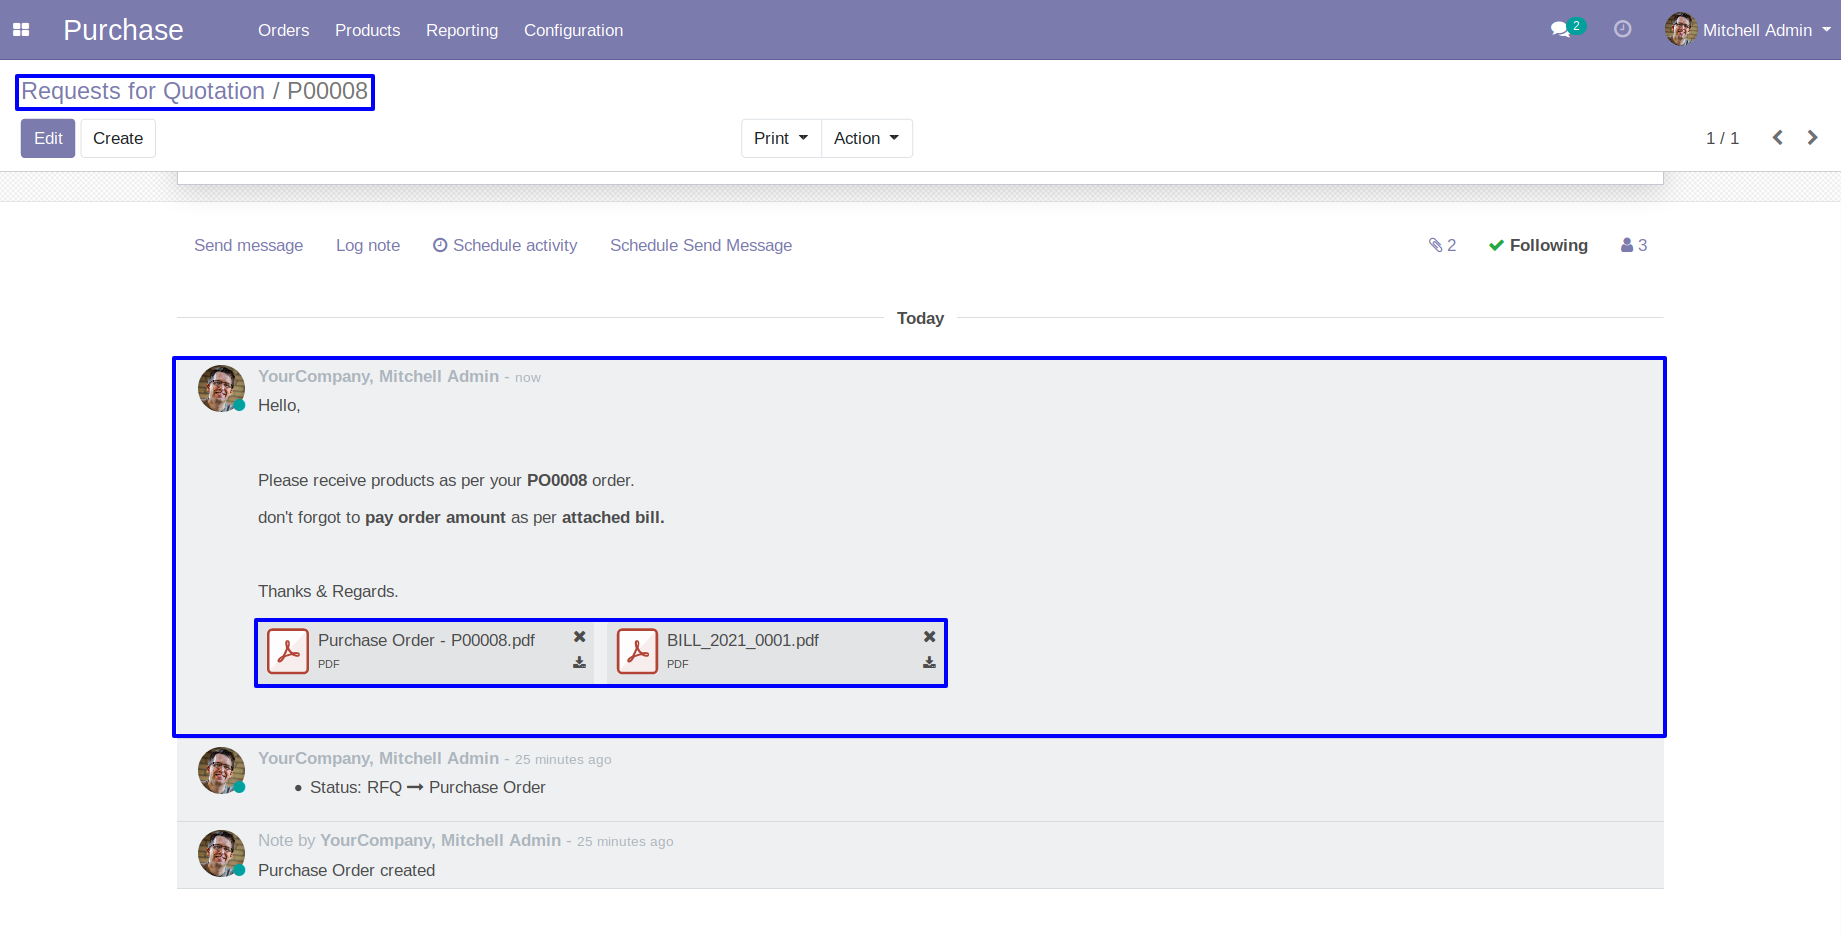 Purchase Orders Products Reporting Configuration 2 Mitchell Admin
Requests for Quotation / P00008
Edit Create Print Action 1 / 1
Send message Log note Schedule activity Schedule Send Message 2 Following 3
Today
YourCompany, Mitchell Admin - now
Hello,
Please receive products as per your PO0008 order.
don't forgot to pay order amount as per attached bill.
Thanks & Regards.
Purchase Order - P00008.pdf BILL_2021_0001.pdf
PDF PDF
YourCompany, Mitchell Admin - 25 minutes ago
Status: RFQ → Purchase Order
Note by YourCompany, Mitchell Admin - 25 minutes ago
Purchase Order created